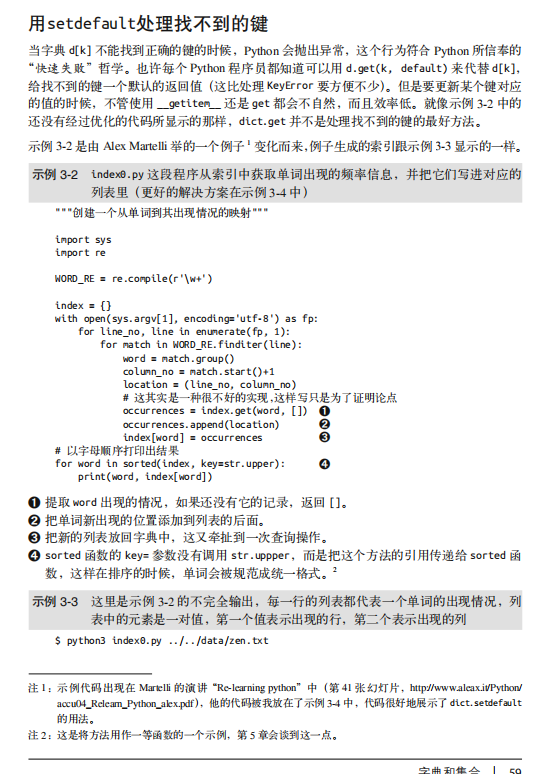 用setdefault处理找不到的键
当字典 d[k] 不能找到正确的键的时候，Python 会抛出异常，这个行为符合 Python 所信奉的
“快速失败”哲学。也许每个 Python 程序员都知道可以用 d.get(k, default) 来代替 d[k]，
给找不到的键一个默认的返回值（这比处理 KeyError 要方便不少）。但是要更新某个键对应
的值的时候，不管使用 __getitem__ 还是 get 都会不自然，而且效率低。就像示例 3-2 中的
还没有经过优化的代码所显示的那样，dict.get 并不是处理找不到的键的最好方法。
示例 3-2 是由 Alex Martelli 举的一个例子 1 变化而来，例子生成的索引跟示例 3-3 显示的一样。
示例 3-2 index0.py 这段程序从索引中获取单词出现的频率信息，并把它们写进对应的
列表里（更好的解决方案在示例 3-4 中）
"""创建一个从单词到其出现情况的映射"""
import sys
import re
WORD_RE = re.compile(r'\w+')
index = {}
with open(sys.argv[1], encoding='utf-8') as fp:
    for line_no, line in enumerate(fp, 1):
        for match in WORD_RE.finditer(line):
            word = match.group()
            column_no = match.start()+1
            location = (line_no, column_no)
            # 这其实是一种很不好的实现,这样写只是为了证明论点
            occurrences = index.get(word, []) ❶
            occurrences.append(location) ❷
            index[word] = occurrences ❸
# 以字母顺序打印出结果
for word in sorted(index, key=str.upper): ❹
    print(word, index[word])
❶ 提取 word 出现的情况，如果还没有它的记录，返回 []。
❷ 把单词新出现的位置添加到列表的后面。
❸ 把新的列表放回字典中，这又牵扯到一次查询操作。
❹ sorted 函数的 key= 参数没有调用 str.uppper，而是把这个方法的引用传递给 sorted 函
数，这样在排序的时候，单词会被规范成统一格式。2
示例 3-3 这里是示例 3-2 的不完全输出，每一行的列表都代表一个单词的出现情况，列
表中的元素是一对值，第一个值表示出现的行，第二个表示出现的列
$ python3 index0.py ../../data/zen.txt
注 1：示例代码出现在 Martelli 的演讲“Re-learning python”中（第 41 张幻灯片，http://www.aleax.it/Python/
accu04_Relearn_Python_alex.pdf），他的代码被我放在了示例 3-4 中，代码很好地展示了 dict.setdefault
的用法。
注 2：这是将方法用作一等函数的一个示例，第 5 章会谈到这一点。
字典和集合 | 59